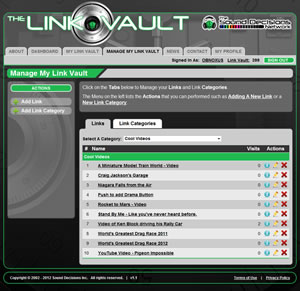 THE LINK VAULT
Sound Decisions
Network
ABOUT DASHBOARD MY LINK VAULT MANAGE MY LINK VAULT NEWS CONTACT MY PROFILE
Signed In As: OBNOXUS Link Vault: 398 SIGN OUT
Manage My Link Vault
ACTIONS
Add Link
Add Link Category
Click on the Tabs below to Manage your Links and Link Categories.
The Menu on the left lists the Actions that you can performed such as Adding A New Link or a
New Link Category.
Links Link Categories
Select A Category: Cool Videos
# Name Visits Actions
Cool Videos
1 A Miniature Model Train World - Video 0
2 Craig Jackson's Garage 0
3 Niagara Falls from the Air 0
4 Push to add Drama Button 0
5 Rocket to Mars - Video 0
6 Stand By Me - Like you've never heard before. 0
7 Video of Ken Block driving his Rally Car 0
8 World's Greatest Drag Race 2011 0
9 World's Greatest Drag Race 2012 0
10 YouTube Video - Pigeon Impossible 0
Copyright © 2002 - 2012 Sound Decisions Inc. All rights reserved. | v1.1 Terms of Use | Privacy Policy